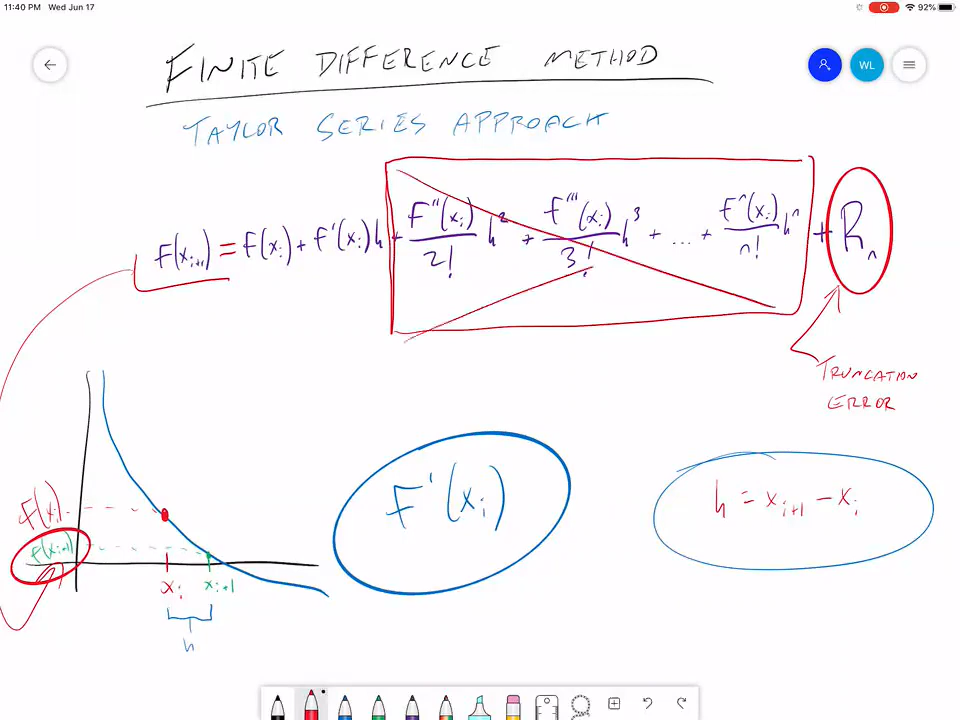 11:40 PM Wed Jun 17
92%
FINITE DIFFERENCE METHOD
WL
TAYLOR SERIES APPROACH
F(xᵢ₊₁) = F(xᵢ) + F'(xᵢ)h + F''(xᵢ)/2! h² + F'''(xᵢ)/3! h³ + ... + Fⁿ(xᵢ)/n! hⁿ + Rₙ
TRUNCATION
ERROR
F(xᵢ)
F(xᵢ₊₁)
xᵢ
xᵢ₊₁
h
F'(xᵢ)
h = xᵢ₊₁ - xᵢ